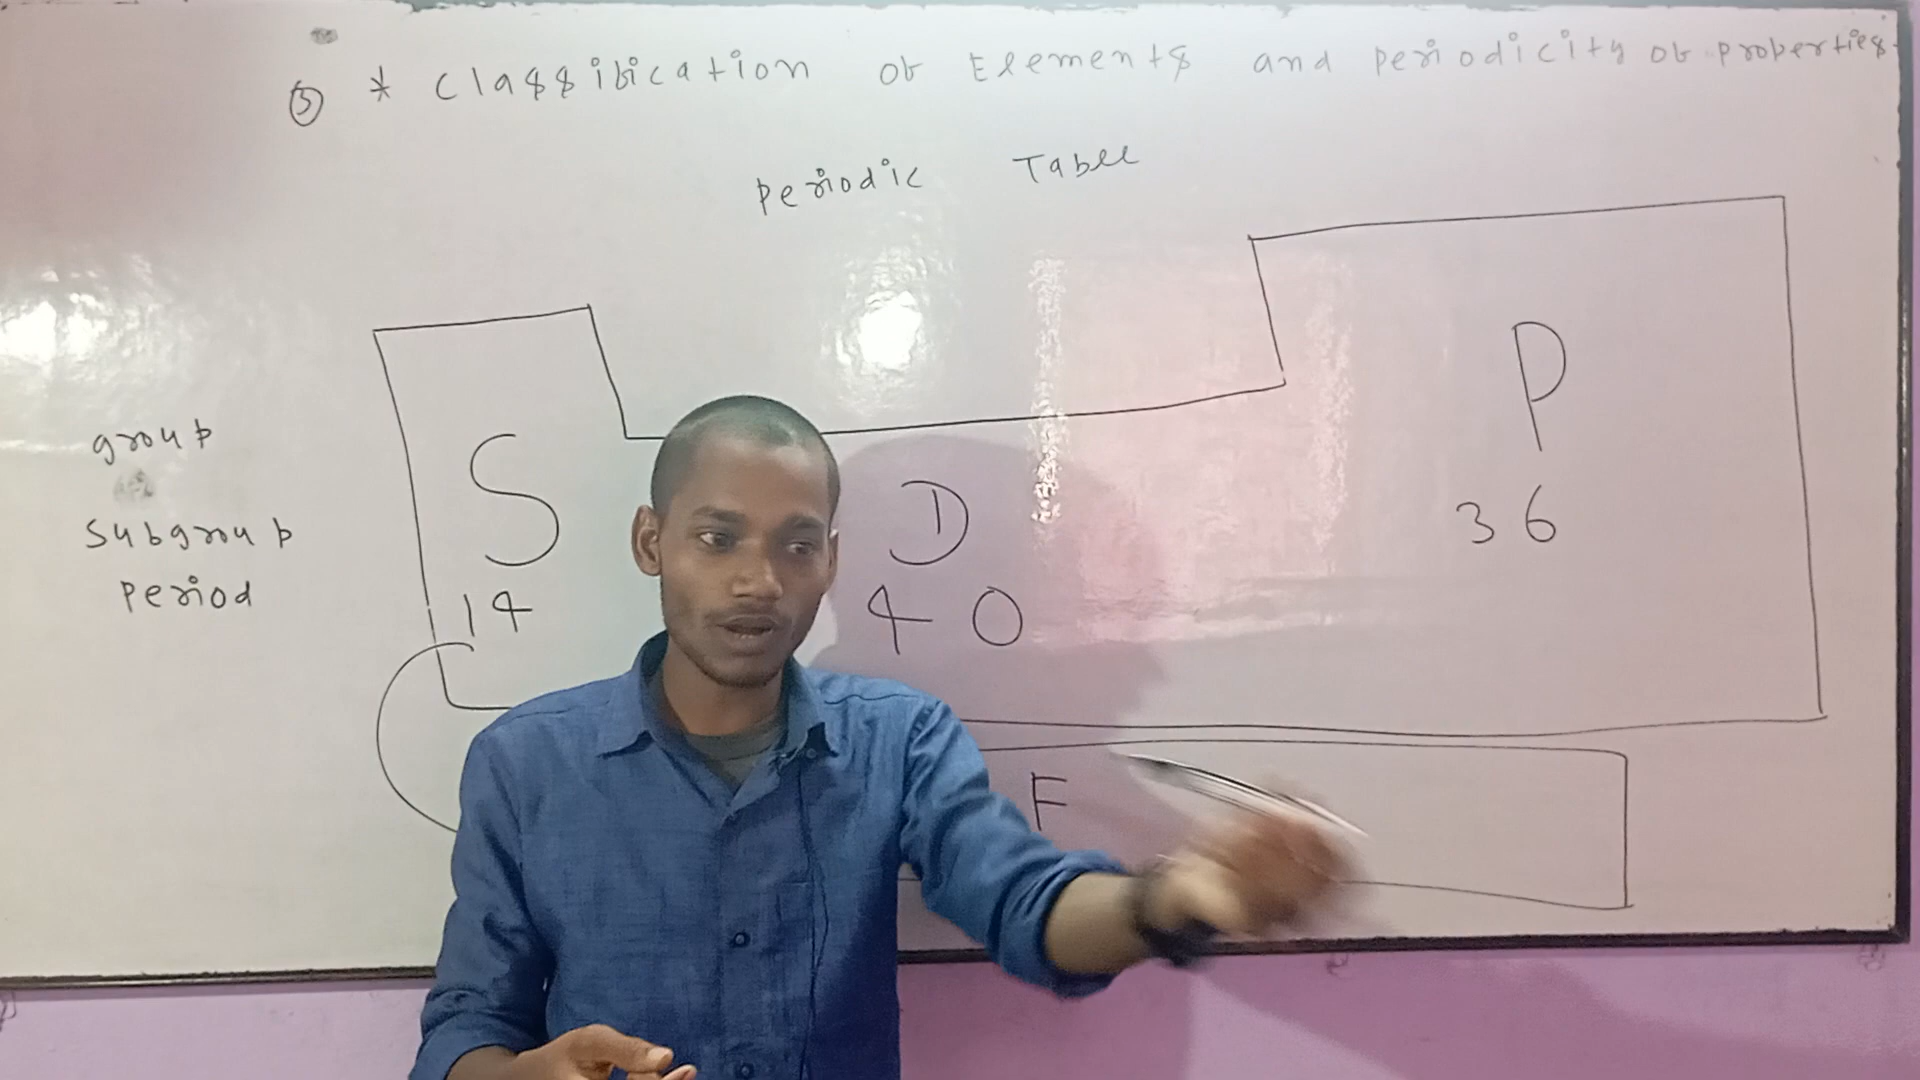 ⑤ * Classification of Elements and periodicity of properties.
Periodic Table
group
subgroup
period
S
14
D
40
P
36
F